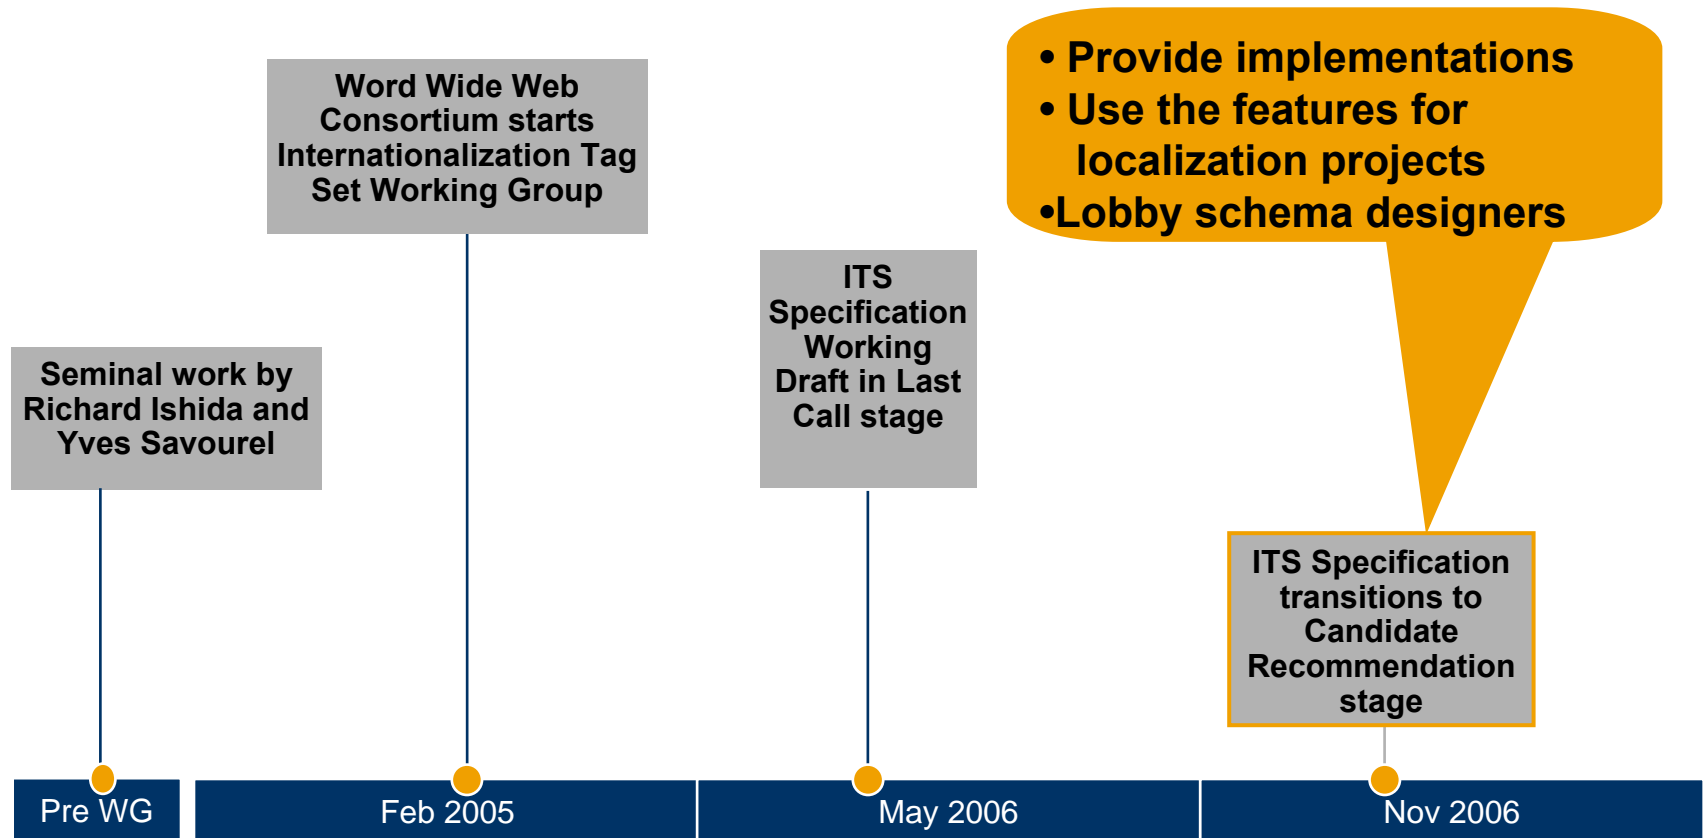 • Provide implementations
• Use the features for
localization projects
•Lobby schema designers
Word Wide Web
Consortium starts
Internationalization Tag
Set Working Group
ITS
Specification
Working
Draft in Last
Call stage
Seminal work by
Richard Ishida and
Yves Savourel
ITS Specification
transitions to
Candidate
Recommendation
stage
Pre WG
Feb 2005
May 2006
Nov 2006